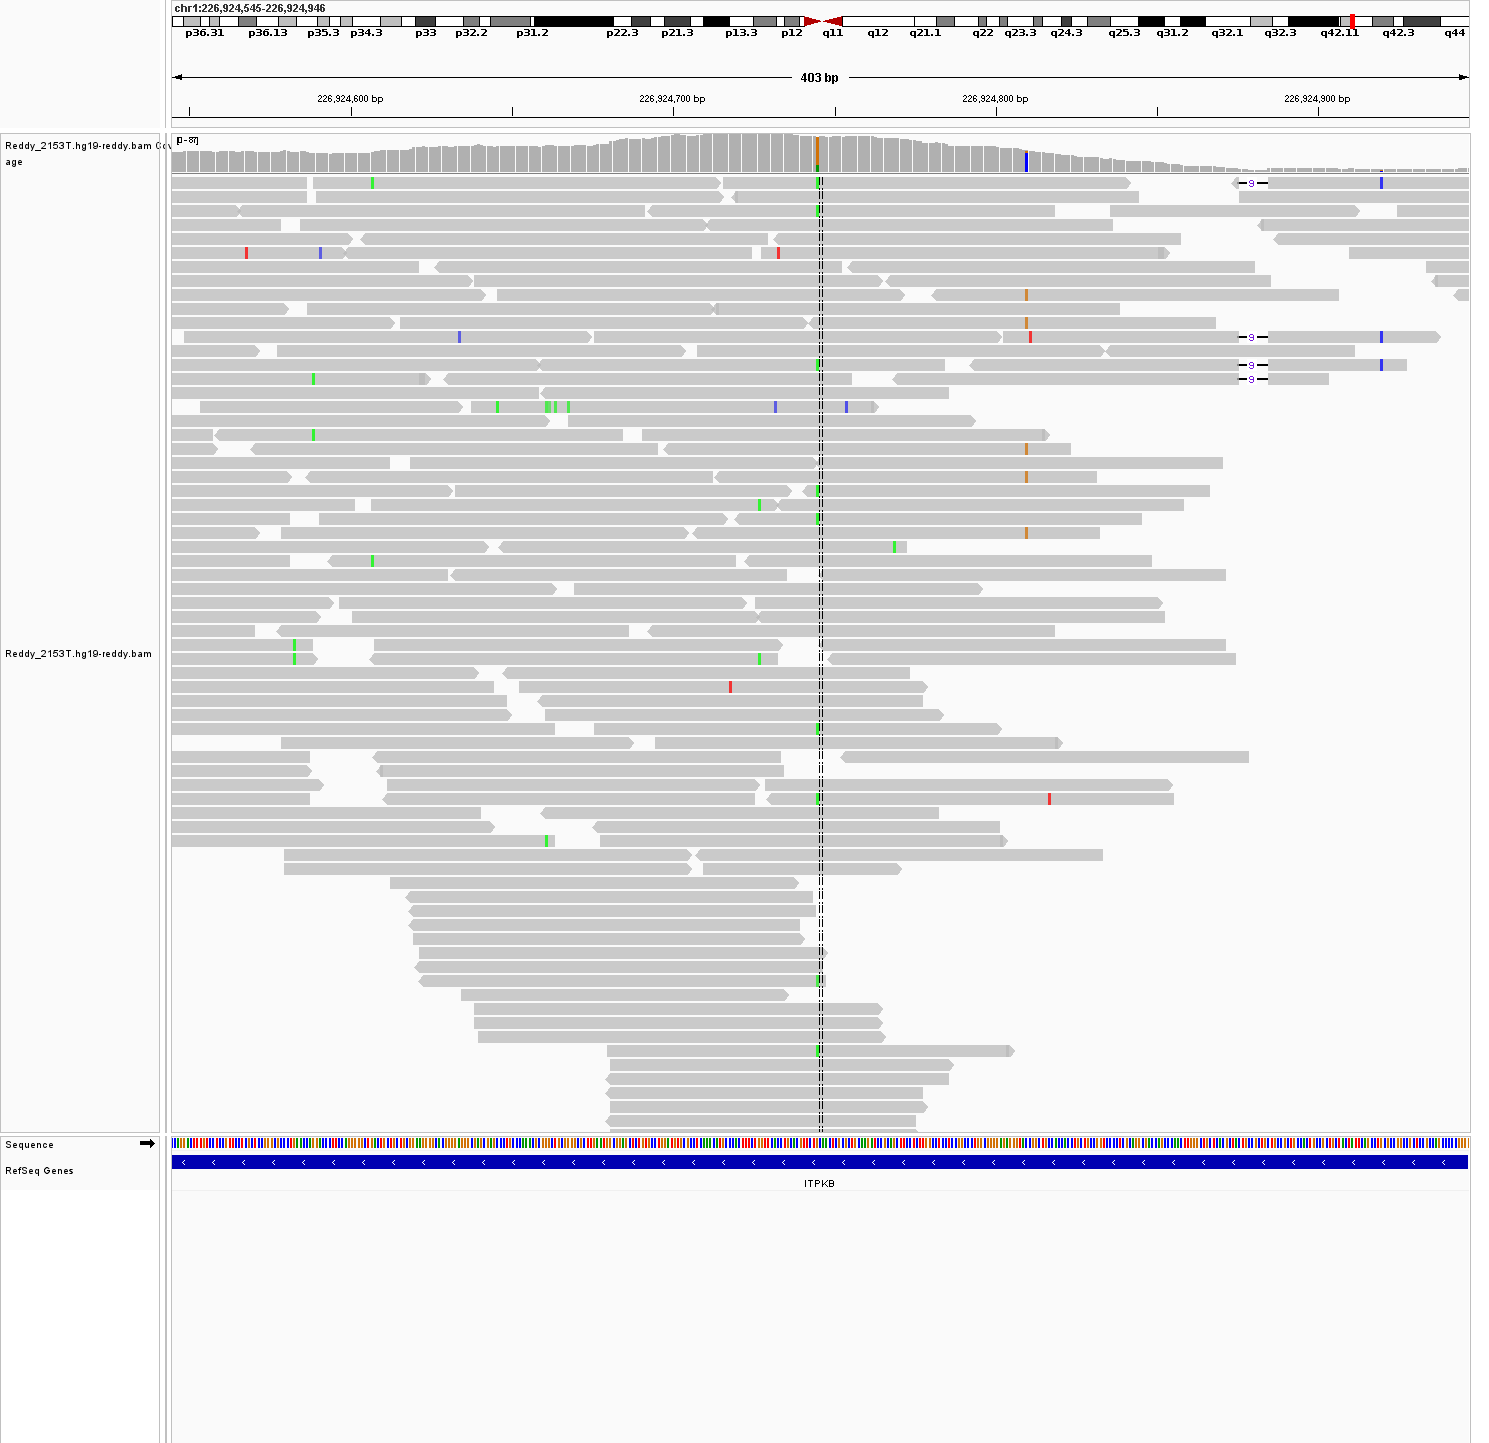 chr1:226,924,545-226,924,946
p36.31 p36.13 p35.3 p34.3 p33 p32.2 p31.2 p22.3 p21.3 p13.3 p12 q11 q12 q21.1 q22 q23.3 q24.3 q25.3 q31.2 q32.1 q32.3 q42.11 q42.3 q44
403 bp
226,924,600 bp 226,924,700 bp 226,924,800 bp 226,924,900 bp
Reddy_2153T.hg19-reddy.bam Cov
age
[0 - 87]
9
9
9
9
Reddy_2153T.hg19-reddy.bam
Sequence
RefSeq Genes
ITPKB